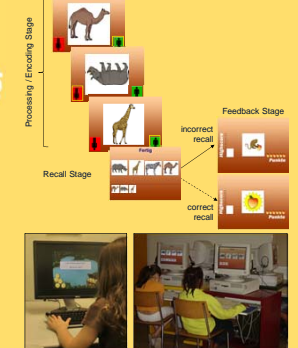 Processing / Encoding Stage
Feedback Stage
incorrect
recall
Fertig
Recall Stage
Punkte
correct
recall
Punkte